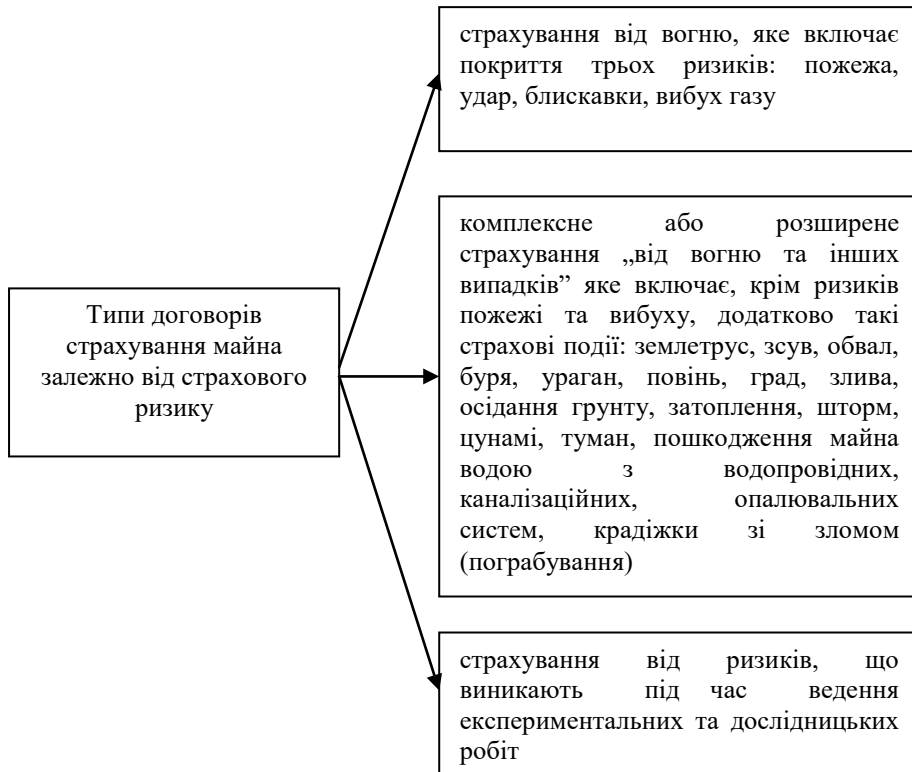 страхування від вогню, яке включає
покриття трьох ризиків: пожежа,
удар, блискавки, вибух газу
комплексне або розширене
страхування „від вогню та інших
випадків” яке включає, крім ризиків
пожежі та вибуху, додатково такі
страхові події: землетрус, зсув, обвал,
буря, ураган, повінь, град, злива,
осідання грунту, затоплення, шторм,
цунамі, туман, пошкодження майна
водою з водопровідних,
каналізаційних, опалювальних
систем, крадіжки зі зломом
(пограбування)
Типи договорів
страхування майна
залежно від страхового
ризику
страхування від ризиків, що
виникають під час ведення
експериментальних та дослідницьких
робіт